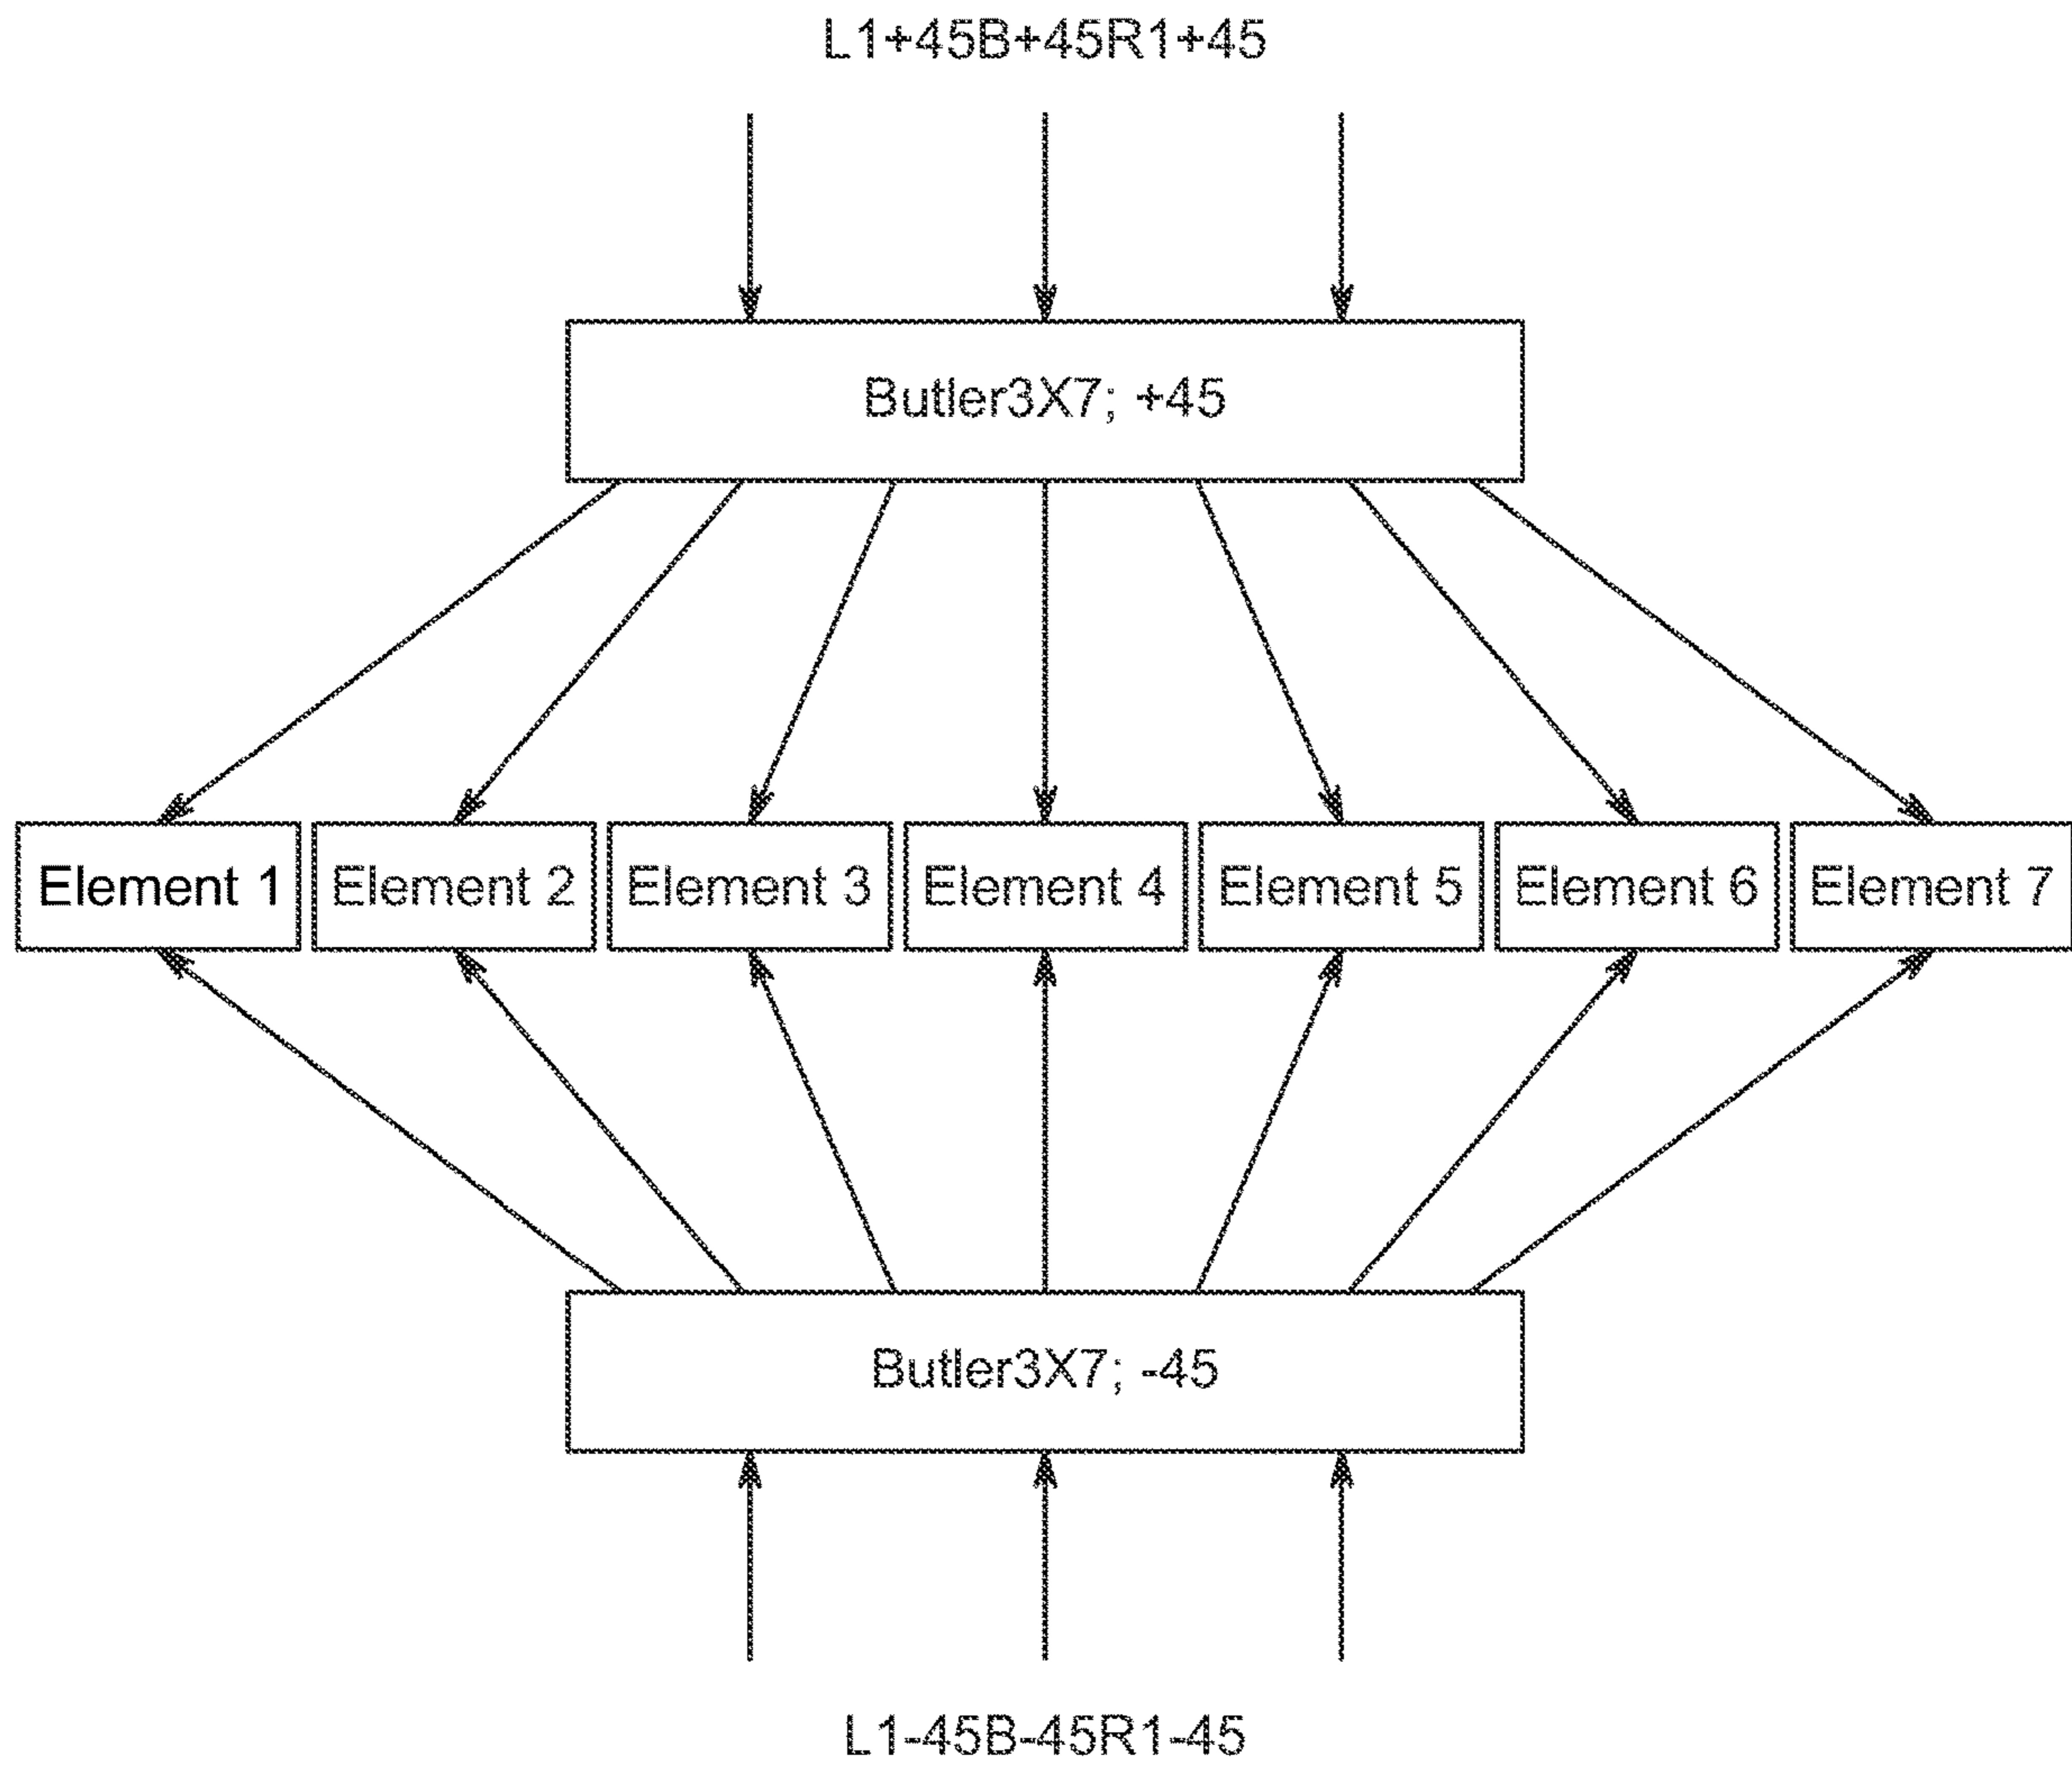 L1+45B+45R1+45
Butler3X7; +45
Element 1 Element 2 Element 3 Element 4 Element 5 Element 6 Element 7
Butler3X7; -45
L1-45B-45R1-45